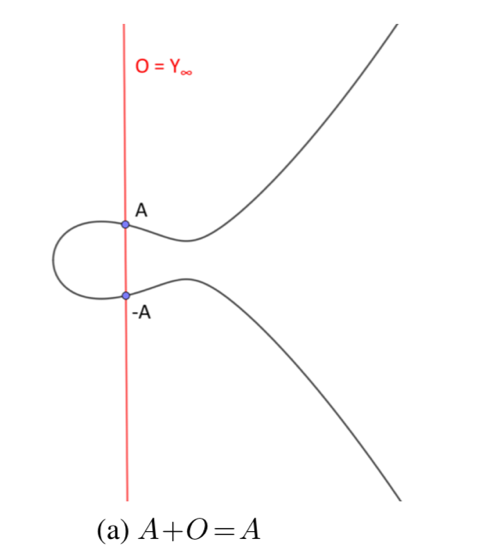 O = Y∞
A
-A
(a) A+O=A